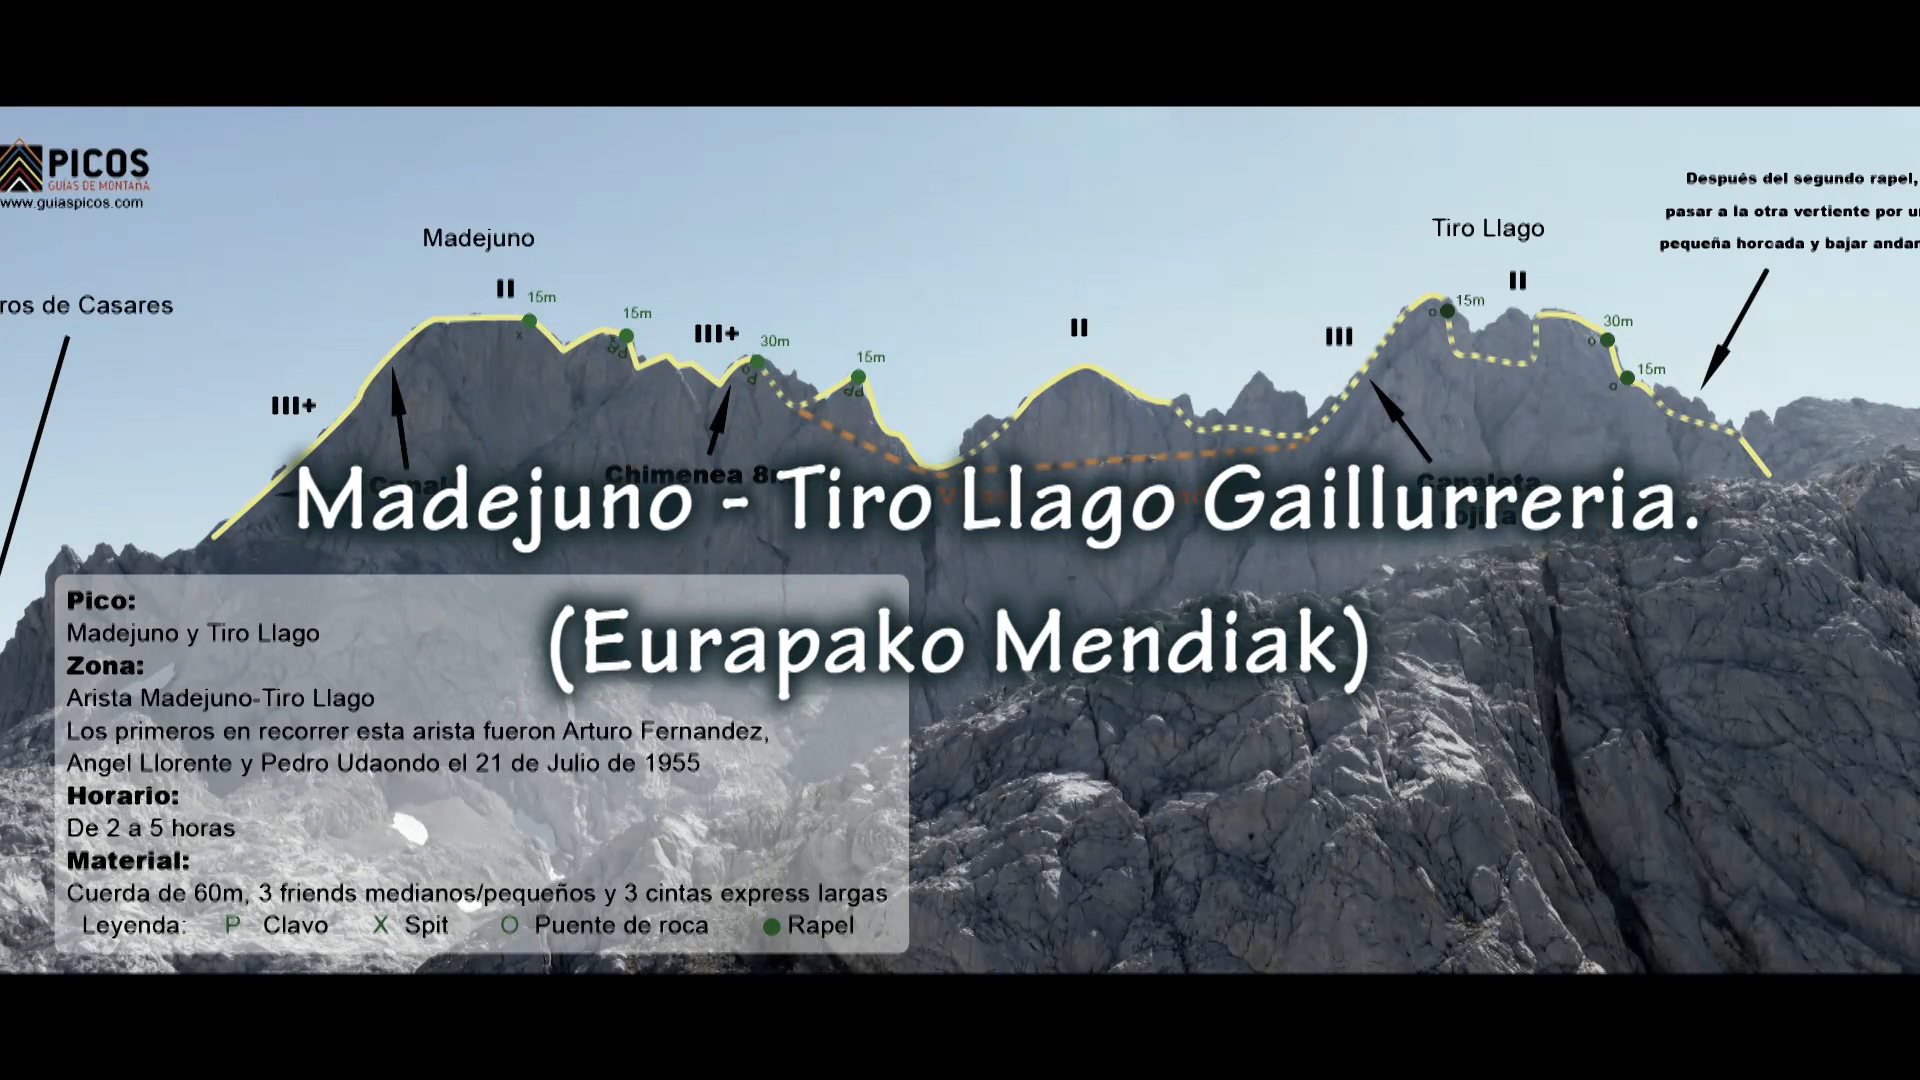 PICOS
GUÍAS DE MONTAÑA
www.guiaspicos.com
Madejuno
Tiro Llago
Después del segundo rapel,
pasar a la otra vertiente por
pequeña horcada y bajar
ros de Casares
II
15m
15m
III+
30m
15m
II
III
15m
II
30m
15m
III+
Canal
Chimenea
Canaleta
Madejuno - Tiro Llago Gaillurreria.
(Eurapako Mendiak)
Pico:
Madejuno y Tiro Llago
Zona:
Arista Madejuno-Tiro Llago
Los primeros en recorrer esta arista fueron Arturo Fernandez,
Angel Llorente y Pedro Udaondo el 21 de Julio de 1955
Horario:
De 2 a 5 horas
Material:
Cuerda de 60m, 3 friends medianos/pequeños y 3 cintas express largas
Leyenda: P Clavo X Spit O Puente de roca Rapel